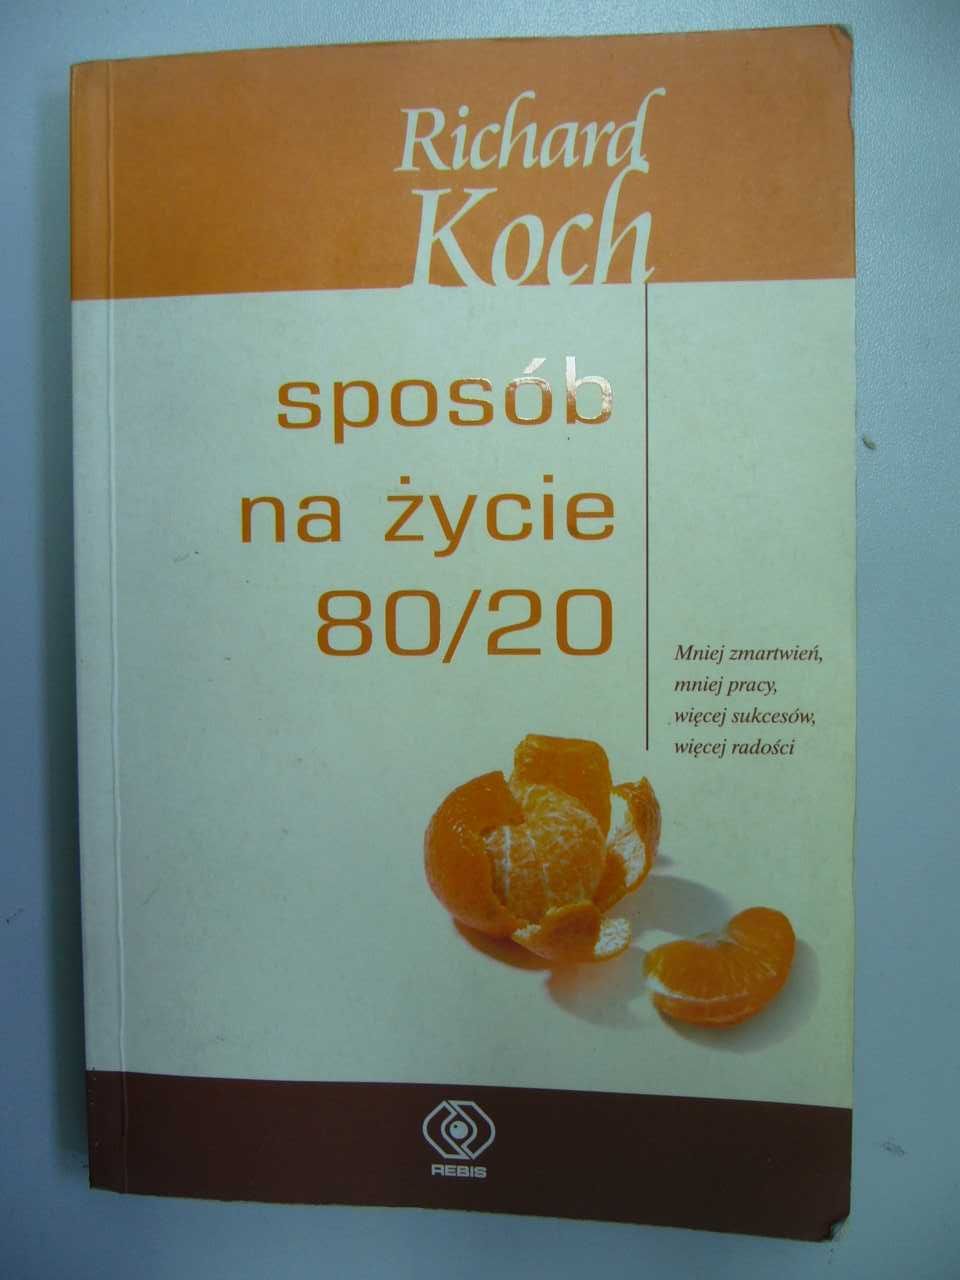 Richard
Koch
sposób
na życie
80/20
Mniej zmartwień,
mniej pracy,
więcej sukcesów,
więcej radości
REBIS